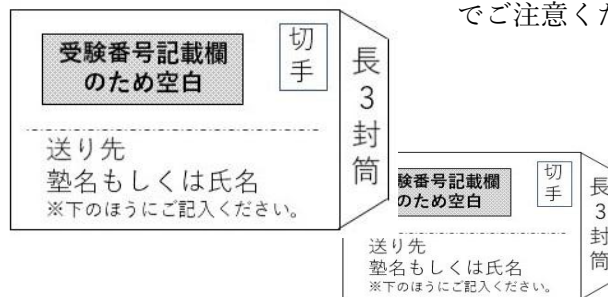 でご注意くだ
受験番号記載欄
のため空白
切手
長3封筒
送り先
塾名もしくは氏名
※下のほうにご記入ください。
験番号記載欄
のため空白
切手
長3封筒
送り先
塾名もしくは氏名
※下のほうにご記入ください。